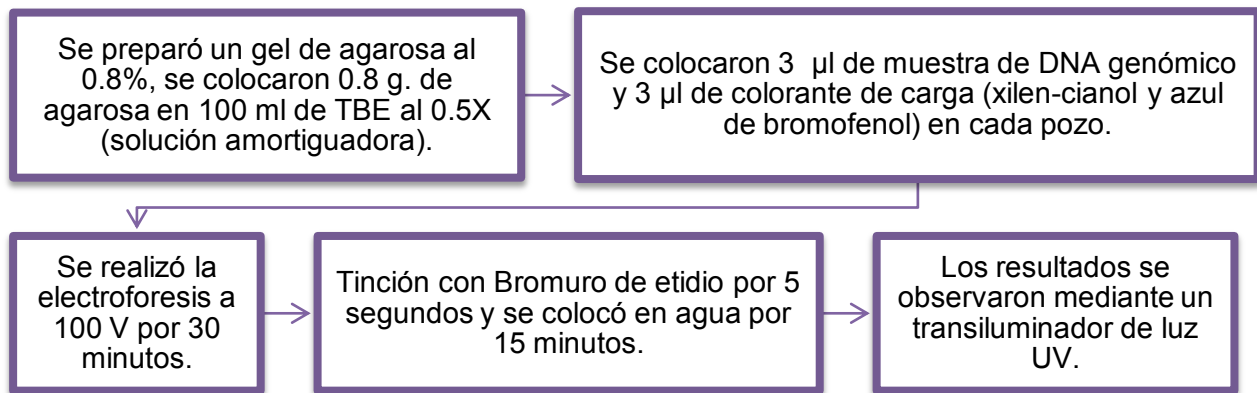 Se preparó un gel de agarosa al
0.8%, se colocaron 0.8 g. de
agarosa en 100 ml de TBE al 0.5X
(solución amortiguadora).
Se colocaron 3  µl de muestra de DNA genómico
y 3 µl de colorante de carga (xilen-cianol y azul
de bromofenol) en cada pozo.
Se realizó la
electroforesis a
100 V por 30
minutos.
Tinción con Bromuro de etidio por 5
segundos y se colocó en agua por
15 minutos.
Los resultados se
observaron mediante un
transiluminador de luz
UV.